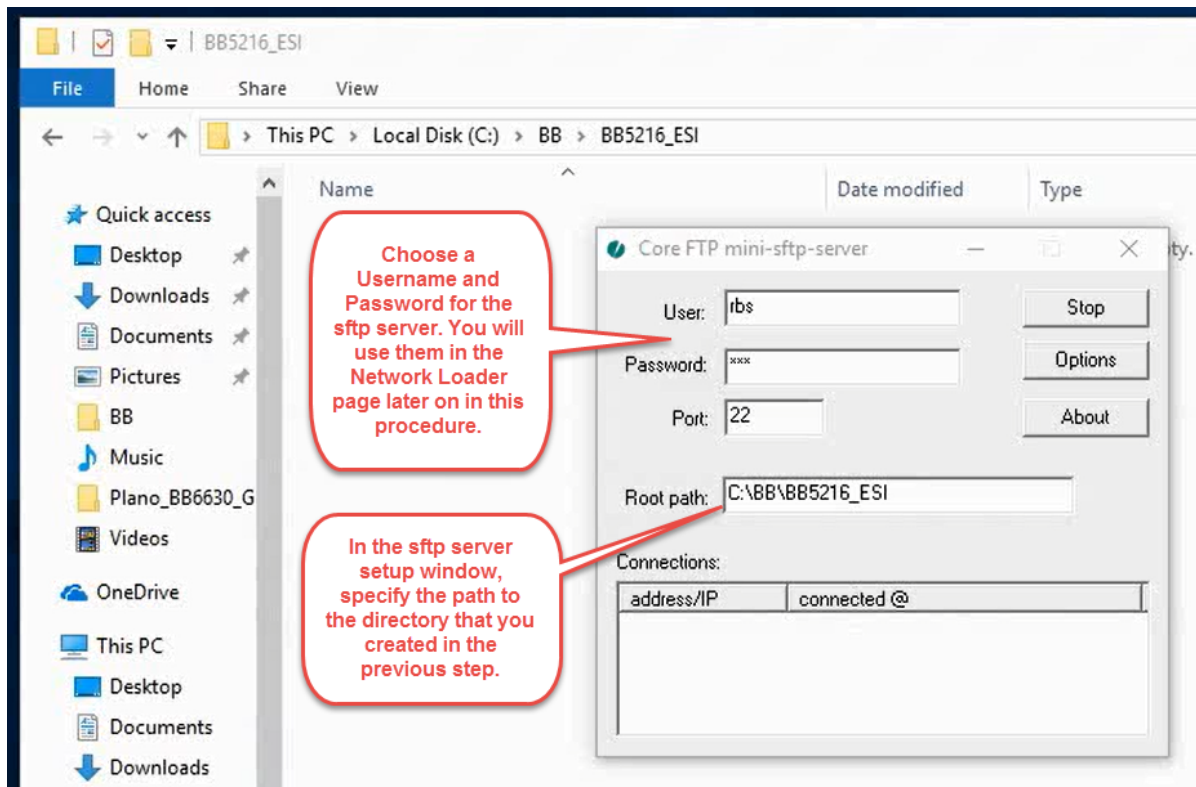 BB5216_ESI
File Home Share View
This PC > Local Disk (C:) > BB > BB5216_ESI
Name Date modified Type
Quick access
Desktop
Downloads
Documents
Pictures
BB
Music
Plano_BB6630_G
Videos
OneDrive
This PC
Desktop
Documents
Downloads
Choose a
Username and
Password for the
sftp server. You will
use them in the
Network Loader
page later on in this
procedure.
In the sftp server
setup window,
specify the path to
the directory that you
created in the
previous step.
ty.
Core FTP mini-sftp-server
User: rbs Stop
Password: xxx Options
Port: 22 About
Root path: C:\BB\BB5216_ESI
Connections:
address/IP connected @